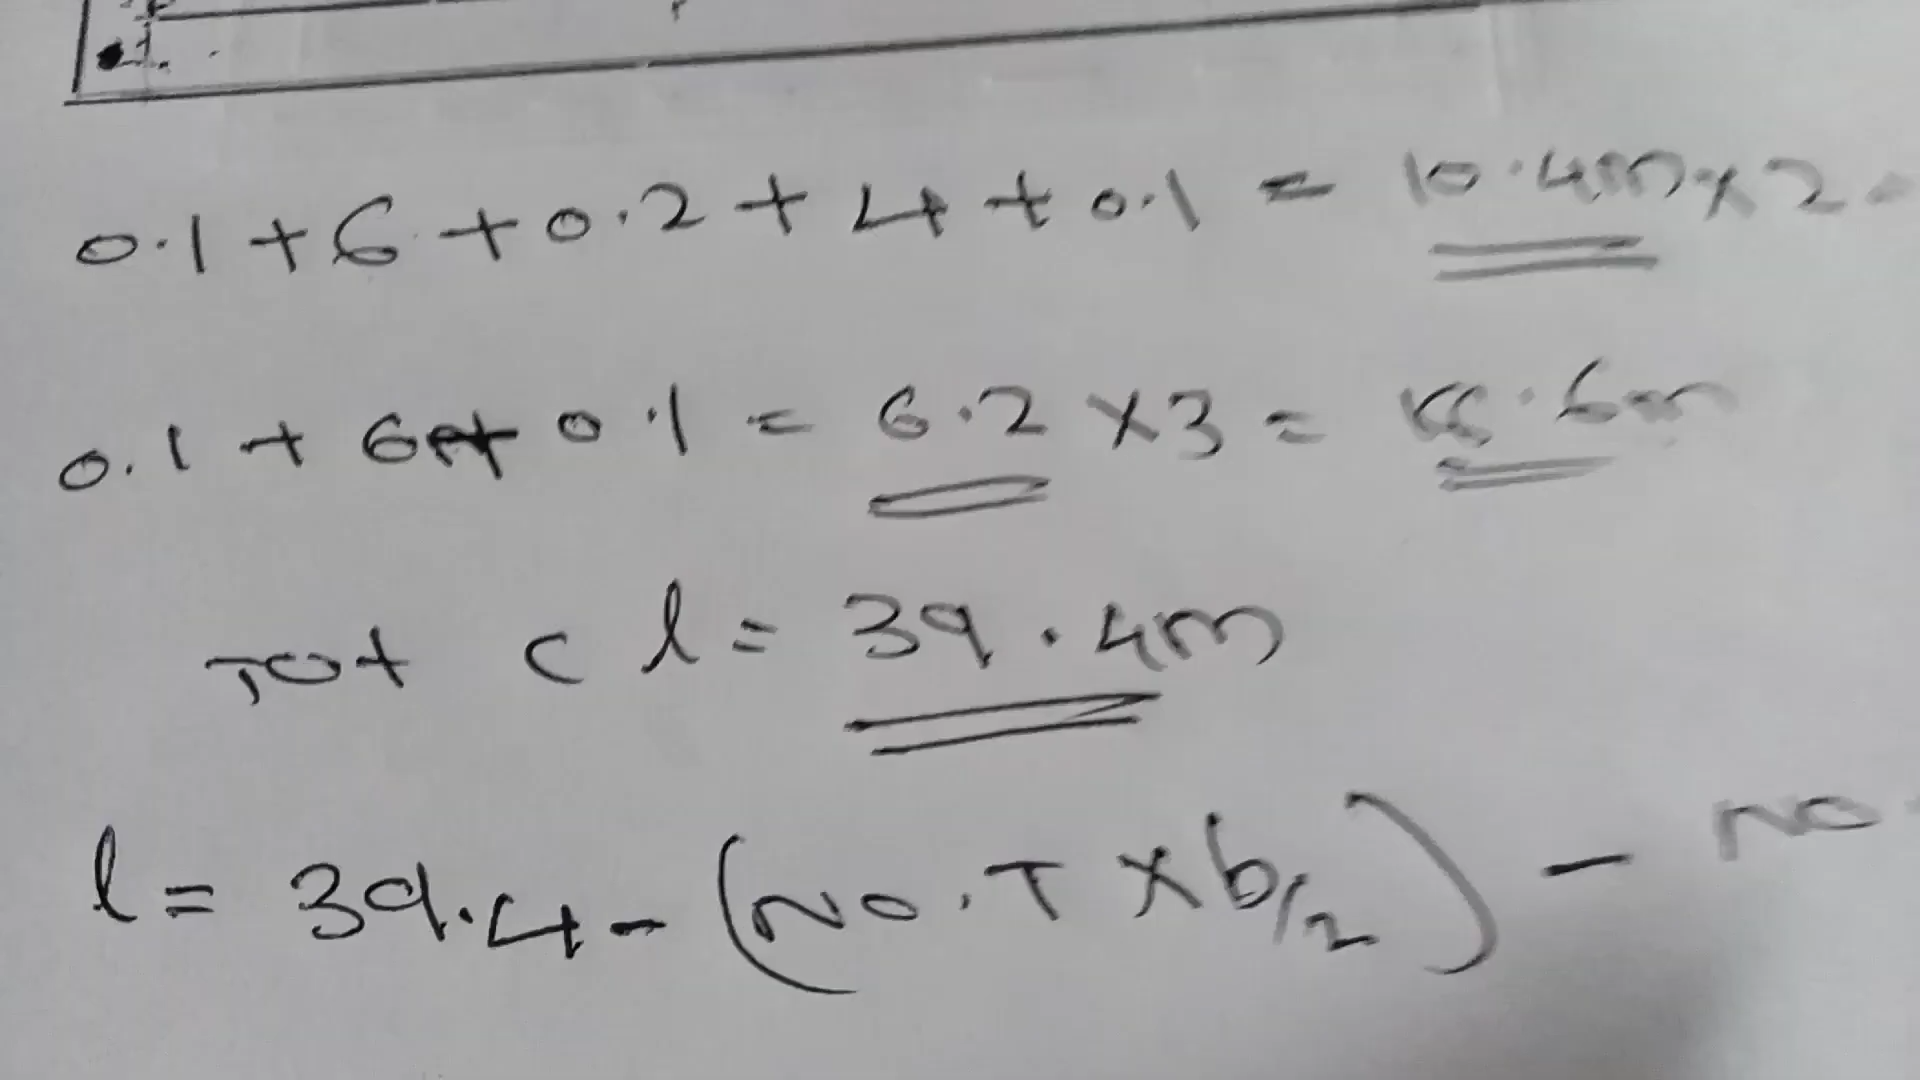 0.1 + 6 + 0.2 + 4 + 0.1 = 10.4m x 2
0.1 + 6 + 0.1 = 6.2 x 3 = 18.6m
TOT C l = 39.4m
l = 39.4 - (NO.T x b/2) - NO